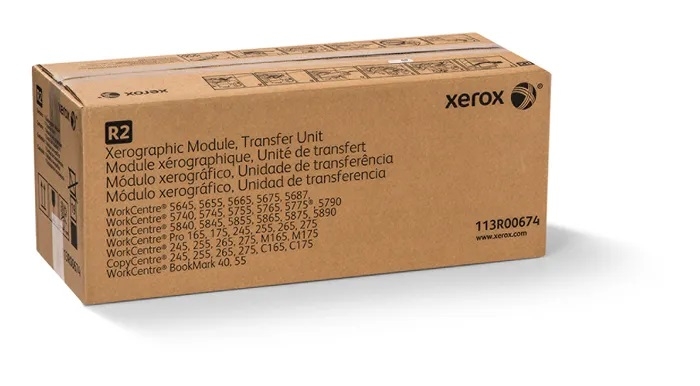 xerox
R2
Xerographic Module, Transfer Unit
Module xérographique, Unité de transfert
Módulo xerográfico, Unidade de transferência
Módulo xerográfico, Unidad de transferencia
WorkCentre® 5645, 5655, 5665, 5675, 5687,
WorkCentre® 5740, 5745, 5755, 5765, 5775®, 5790
WorkCentre® 5840, 5845, 5855, 5865, 5875, 5890
WorkCentre® Pro 165, 175, 245, 255, 265, 275
WorkCentre® 245, 255, 265, 275, M165, M175
CopyCentre® 245, 255, 265, 275, C165, C175
WorkCentre® BookMark 40, 55
113R00674
www.xerox.com
xerox
113R00674